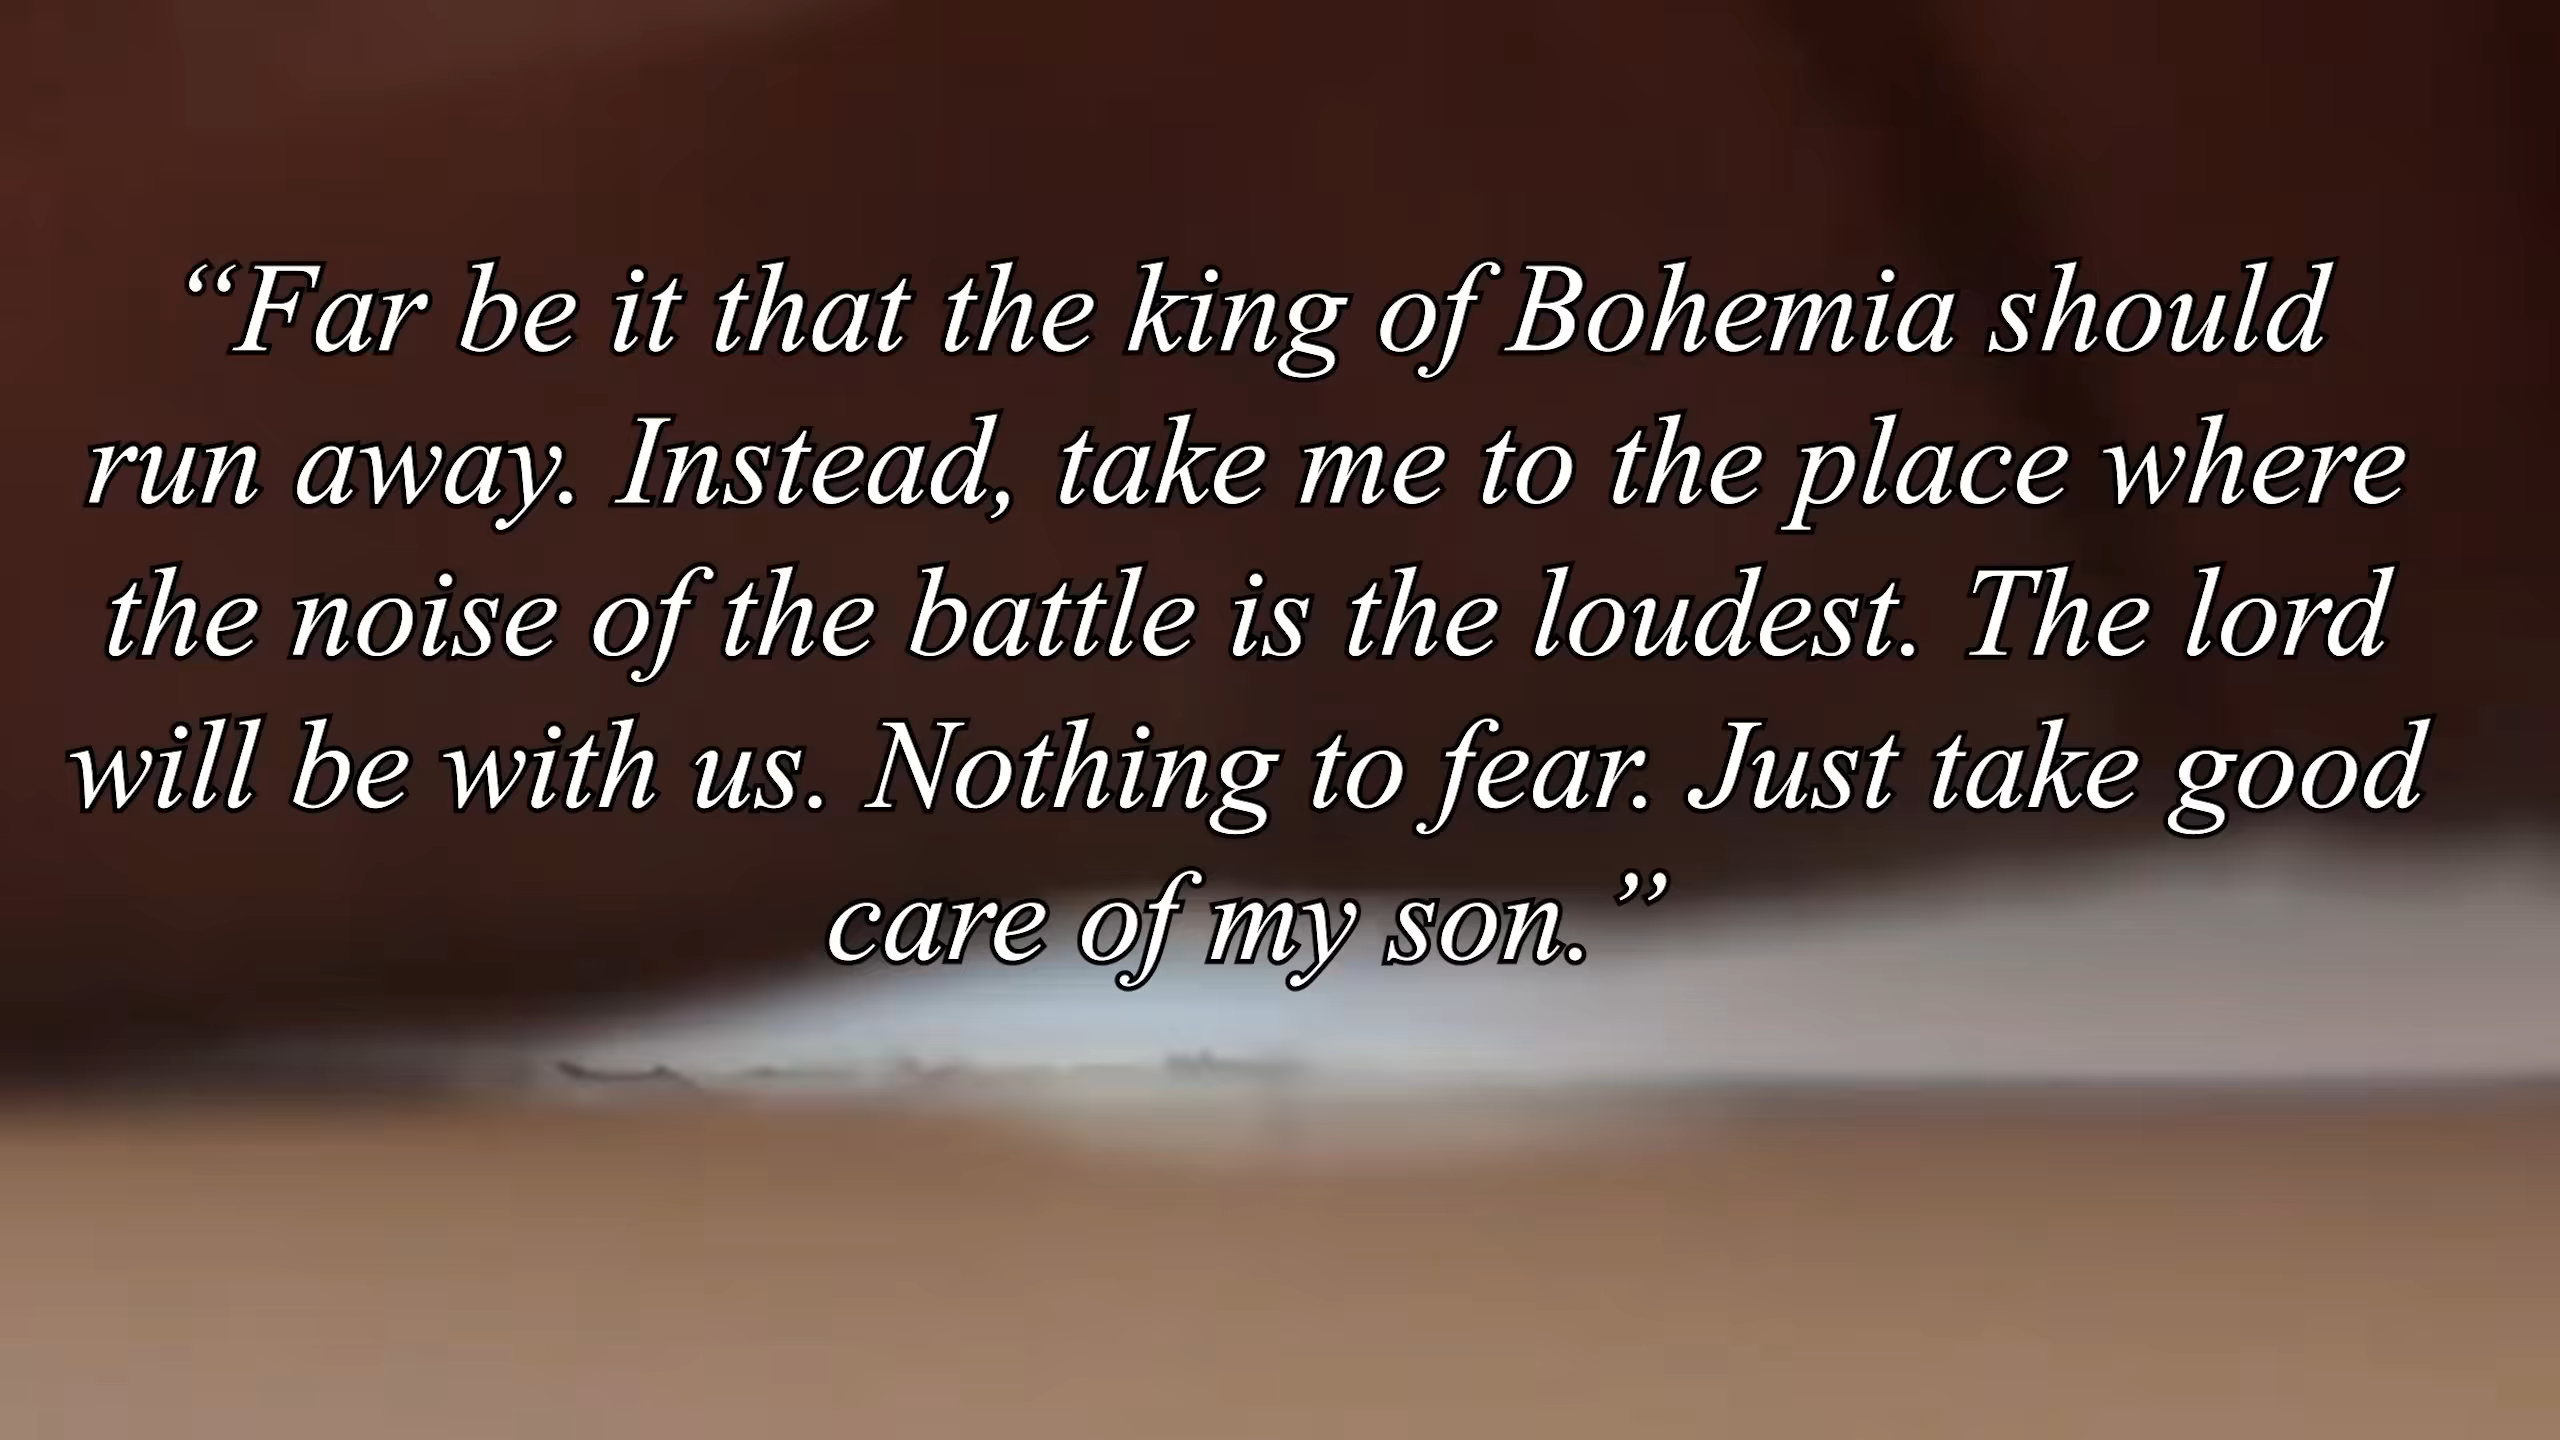 “Far be it that the king of Bohemia should
run away. Instead, take me to the place where
the noise of the battle is the loudest. The lord
will be with us. Nothing to fear. Just take good
care of my son.”